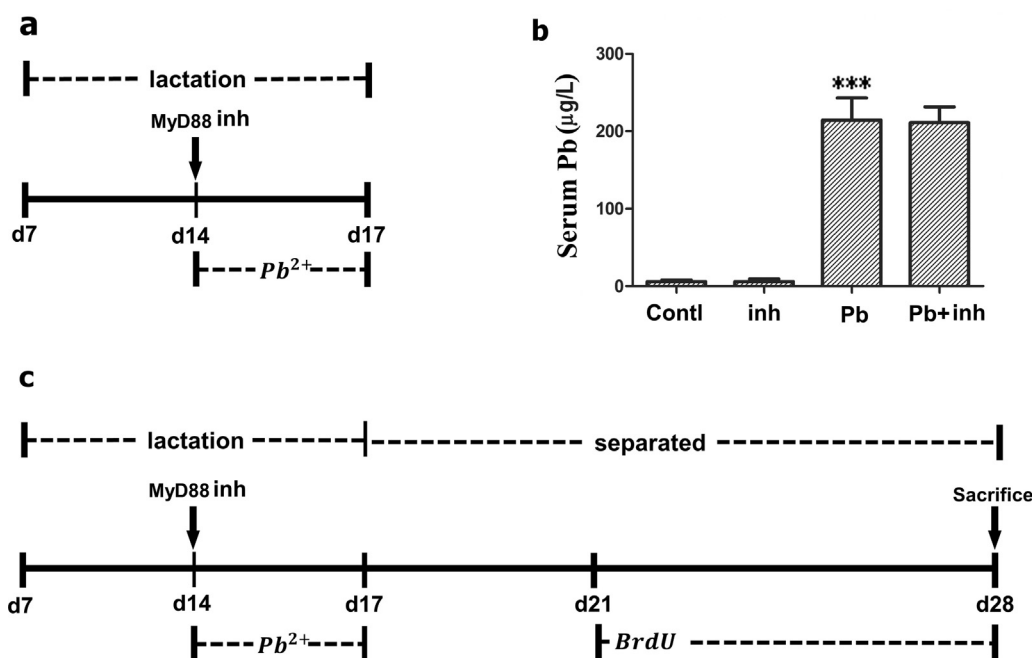 a
lactation
MyD88 inh
d7 d14 d17
Pb²⁺
b
Serum Pb (μg/L)
300
200
100
0
***
Contl inh Pb Pb+inh
c
lactation separated
MyD88 inh Sacrifice
d7 d14 d17 d21 d28
Pb²⁺ BrdU